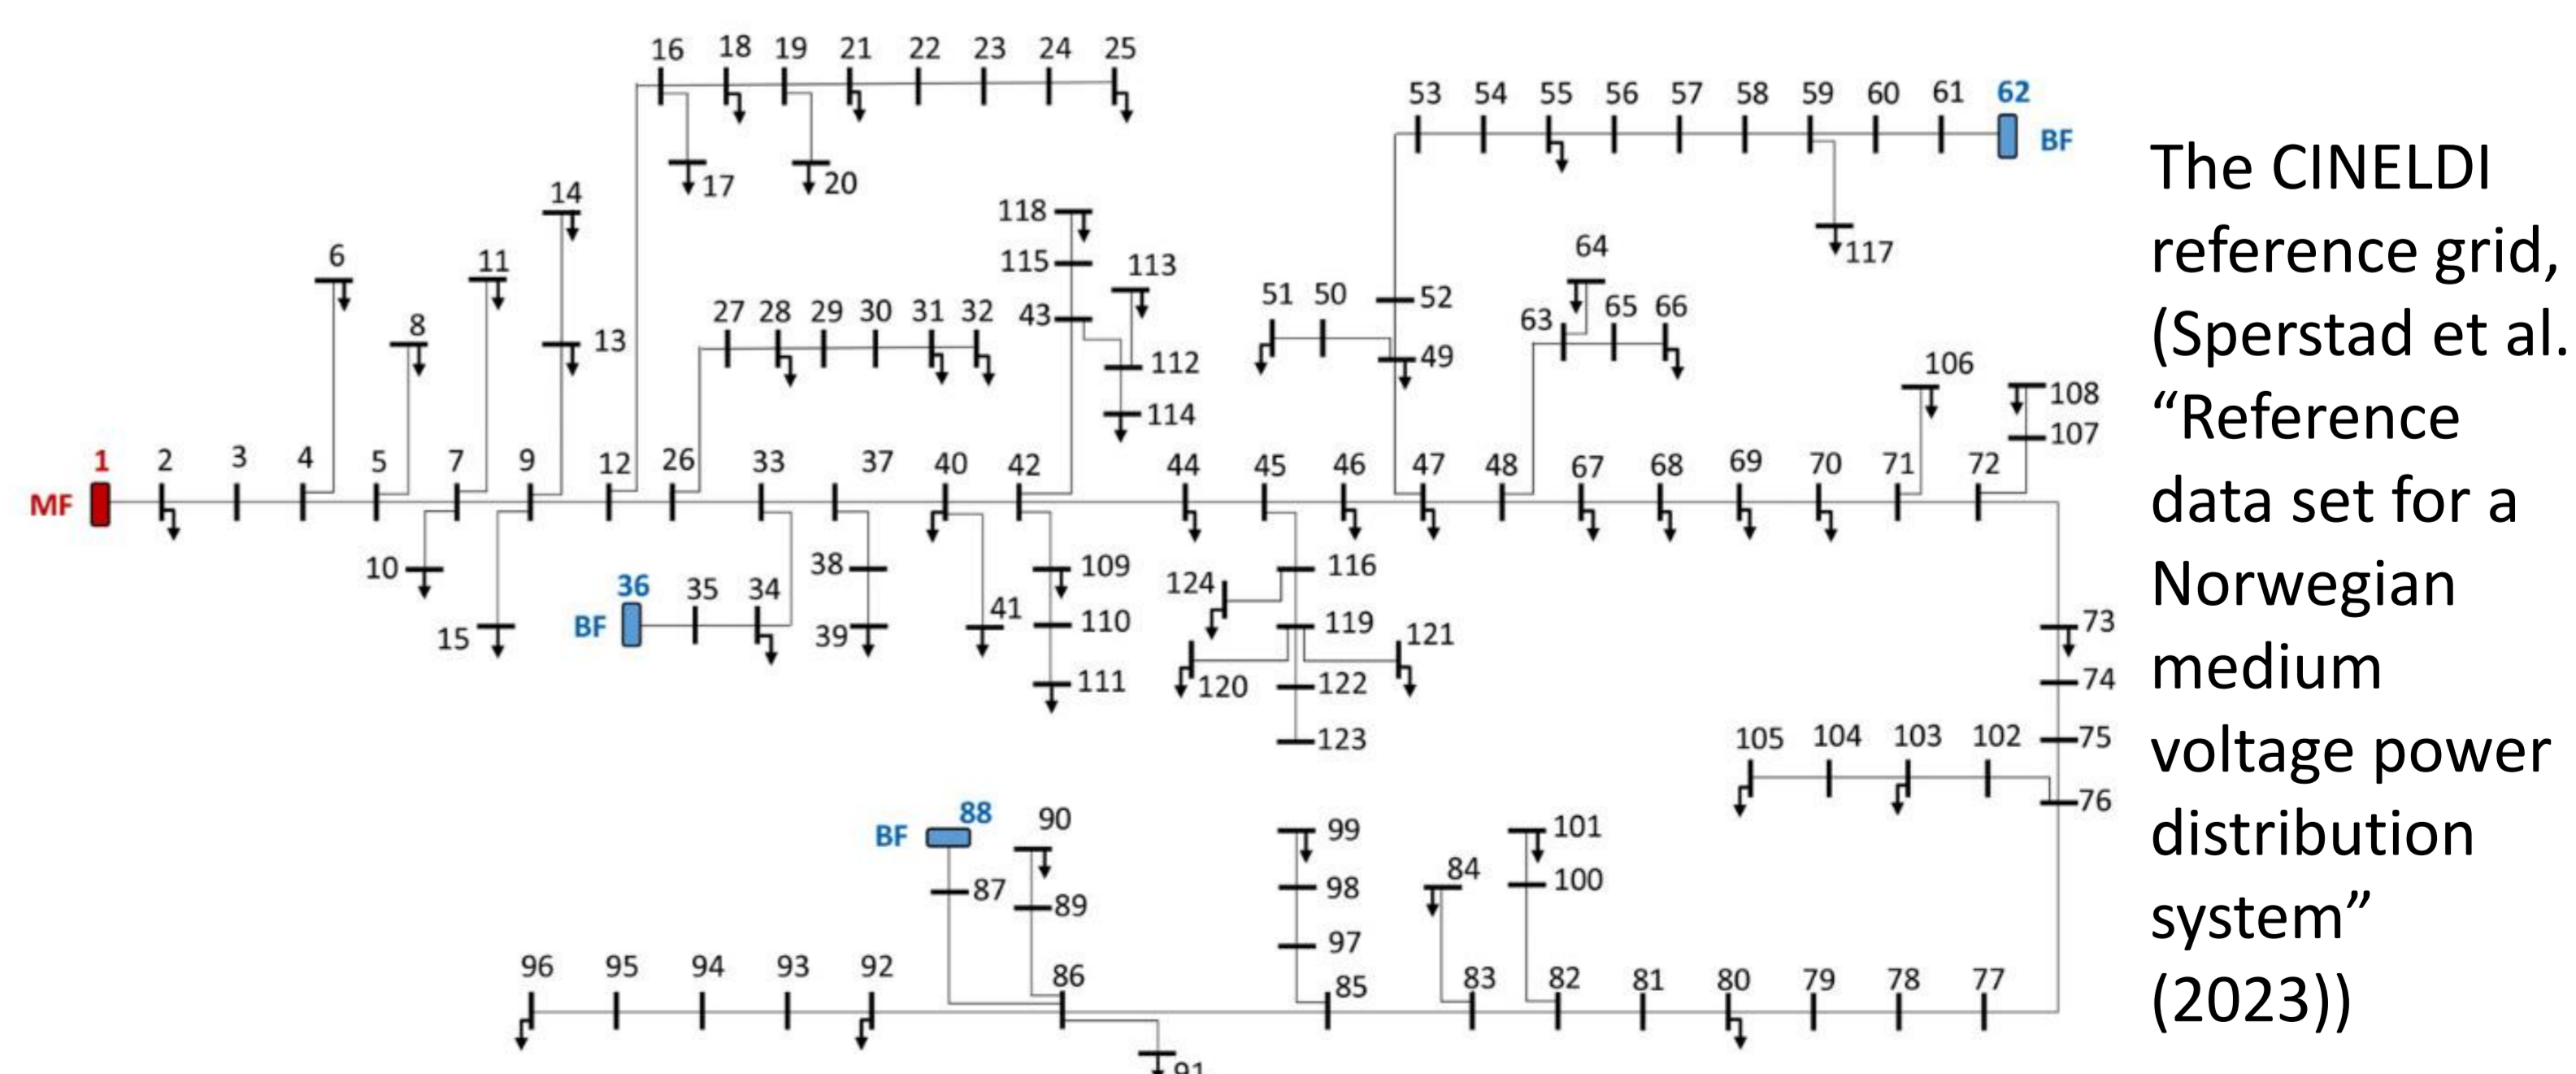 16 18 19 21 22 23 24 25
53 54 55 56 57 58 59 60 61 62
BF
17 20
14
118
115 113
117
6 11
64
8
13
27 28 29 30 31 32
43
112
114
51 50 52
49
63 65 66
106
108
107
1 2 3 4 5 7 9 12 26 33 37 40 42 44 45 46 47 48 67 68 69 70 71 72
MF
10
15
36 35 34
BF
38
39
41
109
110
111
116
124
119
121
120
122
123
73
74
75
105 104 103 102
76
88
BF
90
87
89
99
98
97
101
100
84
96 95 94 93 92 86 85 83 82 81 80 79 78 77
91
The CINELDI
reference grid,
(Sperstad et al.
“Reference
data set for a
Norwegian
medium
voltage power
distribution
system”
(2023))